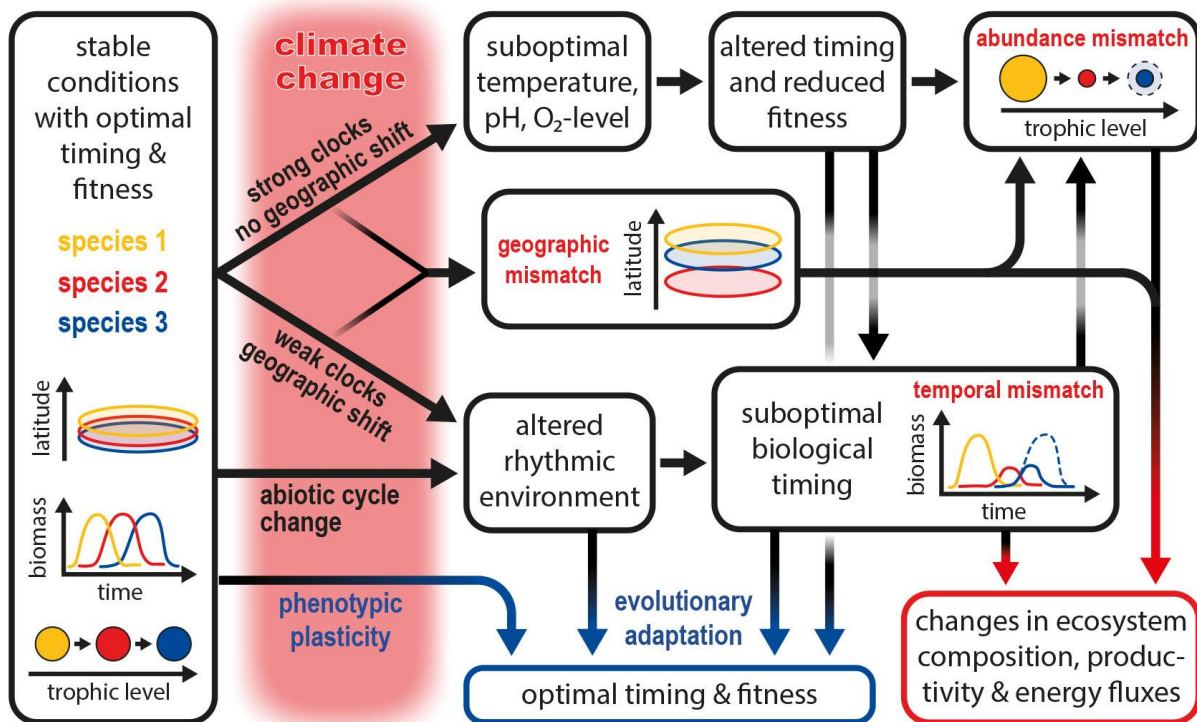 stable
conditions
with optimal
timing &
fitness
species 1
species 2
species 3
latitude
biomass
time
trophic level
climate
change
strong clocks
no geographic shift
weak clocks
geographic shift
abiotic cycle
change
phenotypic
plasticity
suboptimal
temperature,
pH, O₂-level
altered timing
and reduced
fitness
abundance mismatch
trophic level
geographic
mismatch
latitude
altered
rhythmic
environment
suboptimal
biological
timing
temporal mismatch
biomass
time
evolutionary
adaptation
optimal timing & fitness
changes in ecosystem
composition, produc-
tivity & energy fluxes